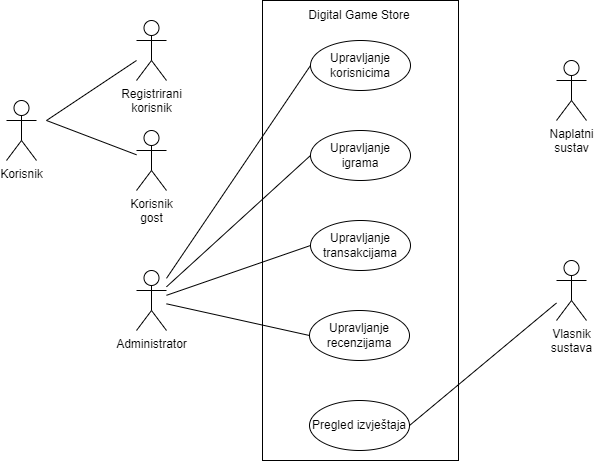 Digital Game Store
Registrirani
korisnik
Korisnik
Korisnik
gost
Administrator
Upravljanje
korisnicima
Upravljanje
igrama
Upravljanje
transakcijama
Upravljanje
recenzijama
Pregled izvještaja
Naplatni
sustav
Vlasnik
sustava